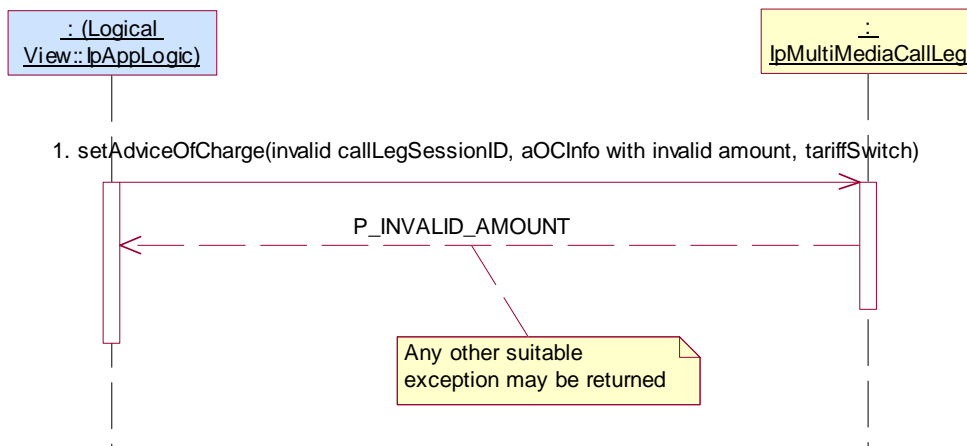 : (Logical
View::IpAppLogic)
:
IpMultiMediaCallLeg
1. setAdviceOfCharge(invalid callLegSessionID, aOCInfo with invalid amount, tariffSwitch)
P_INVALID_AMOUNT
Any other suitable
exception may be returned